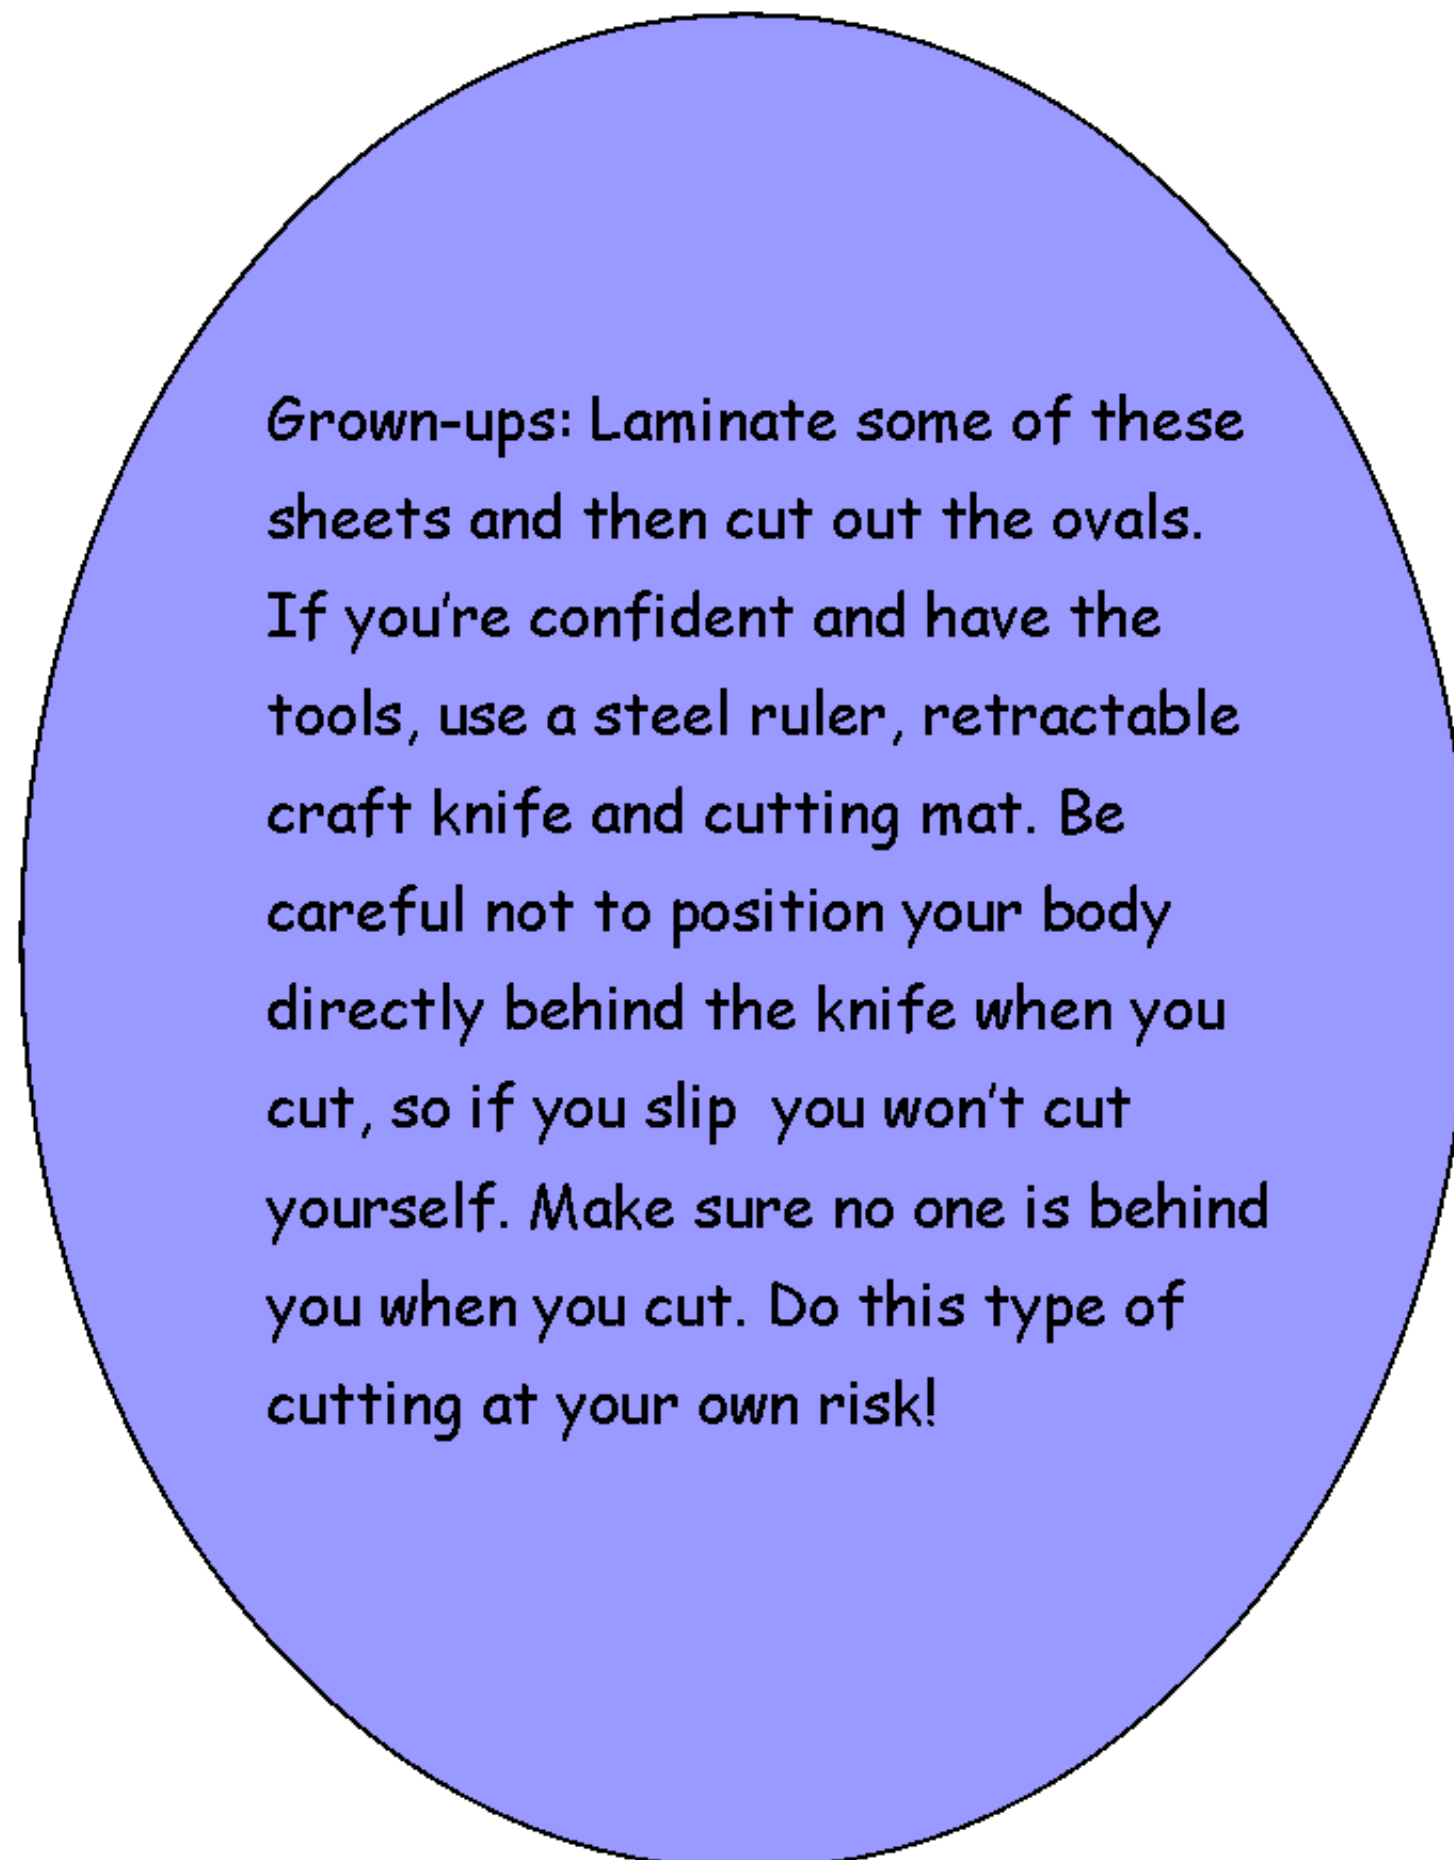 Grown-ups: Laminate some of these
sheets and then cut out the ovals.
If you're confident and have the
tools, use a steel ruler, retractable
craft knife and cutting mat. Be
careful not to position your body
directly behind the knife when you
cut, so if you slip  you won't cut
yourself. Make sure no one is behind
you when you cut. Do this type of
cutting at your own risk!